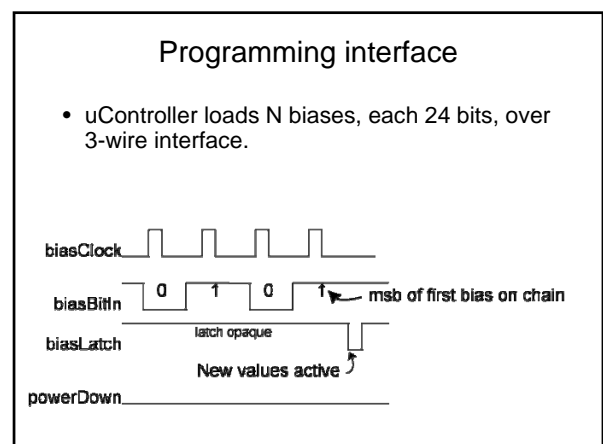 Programming interface
• uController loads N biases, each 24 bits, over
3-wire interface.
biasClock
biasBitIn
0 1 0 1
msb of first bias on chain
latch opaque
biasLatch
New values active
powerDown